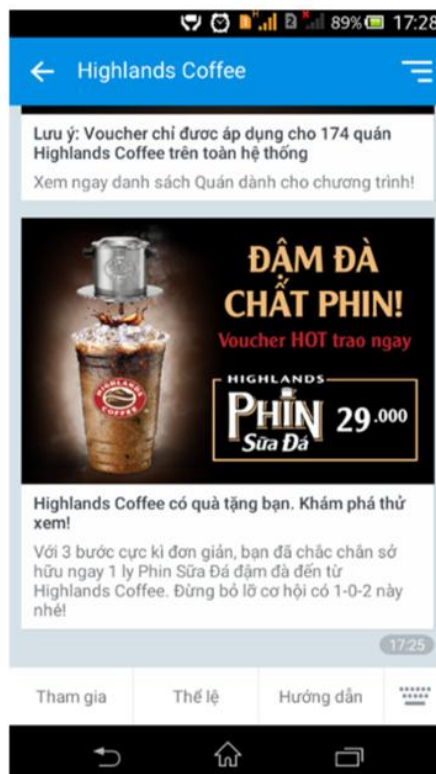 89% 17:28
Highlands Coffee
Lưu ý: Voucher chỉ được áp dụng cho 174 quán
Highlands Coffee trên toàn hệ thống
Xem ngay danh sách Quán dành cho chương trình!
ĐẬM ĐÀ
CHẤT PHIN!
Voucher HOT trao ngay
HIGHLANDS
PHIN
Sữa Đá
29.000
HIGHLANDS
COFFEE
Highlands Coffee có quà tặng bạn. Khám phá thử
xem!
Với 3 bước cực kì đơn giản, bạn đã chắc chắn sở
hữu ngay 1 ly Phin Sữa Đá đậm đà đến từ
Highlands Coffee. Đừng bỏ lỡ cơ hội có 1-0-2 này
nhé!
17:25
Tham gia
Thể lệ
Hướng dẫn